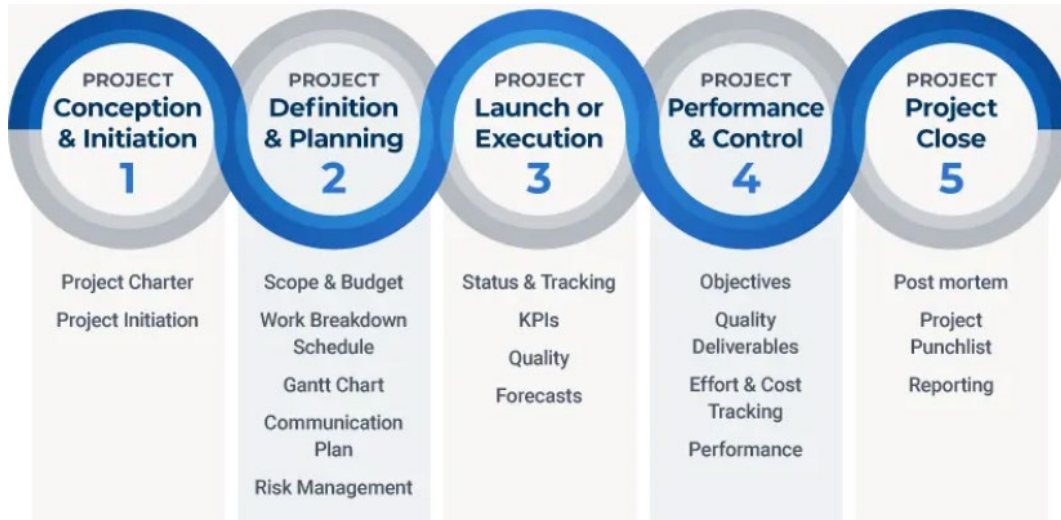 PROJECT
Conception
& Initiation
1
Project Charter
Project Initiation
PROJECT
Definition
& Planning
2
Scope & Budget
Work Breakdown
Schedule
Gantt Chart
Communication
Plan
Risk Management
PROJECT
Launch or
Execution
3
Status & Tracking
KPIs
Quality
Forecasts
PROJECT
Performance
& Control
4
Objectives
Quality
Deliverables
Effort & Cost
Tracking
Performance
PROJECT
Project
Close
5
Post mortem
Project
Punchlist
Reporting